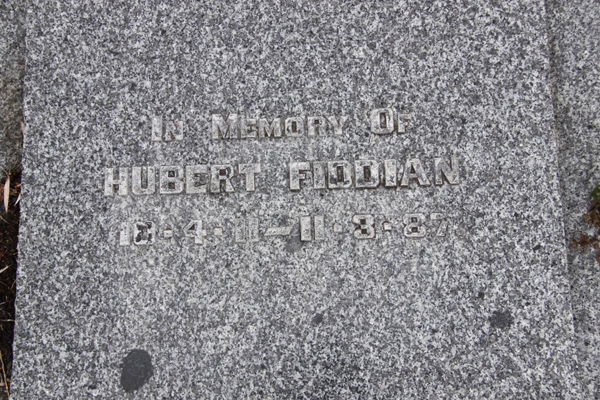 IN MEMORY OF
HUBERT FIDDIAN
18·4·11—11·8·87